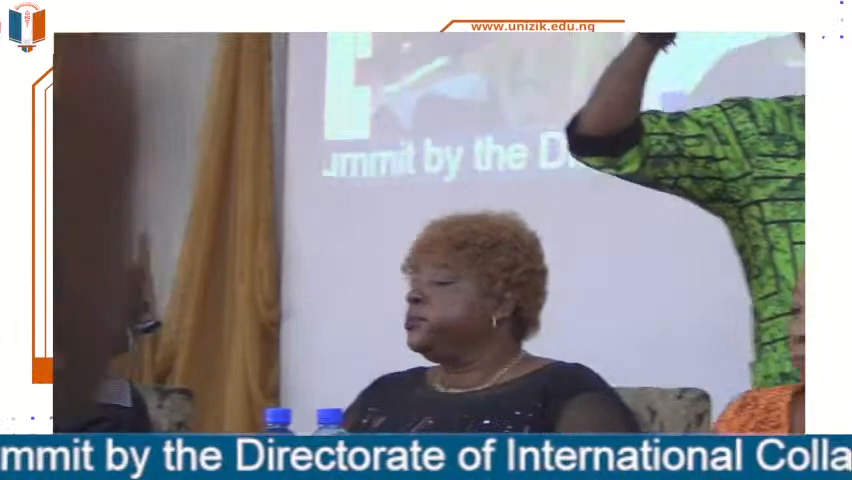 www.unizik.edu.ng
ummit by the D
mmit by the Directorate of International Colla